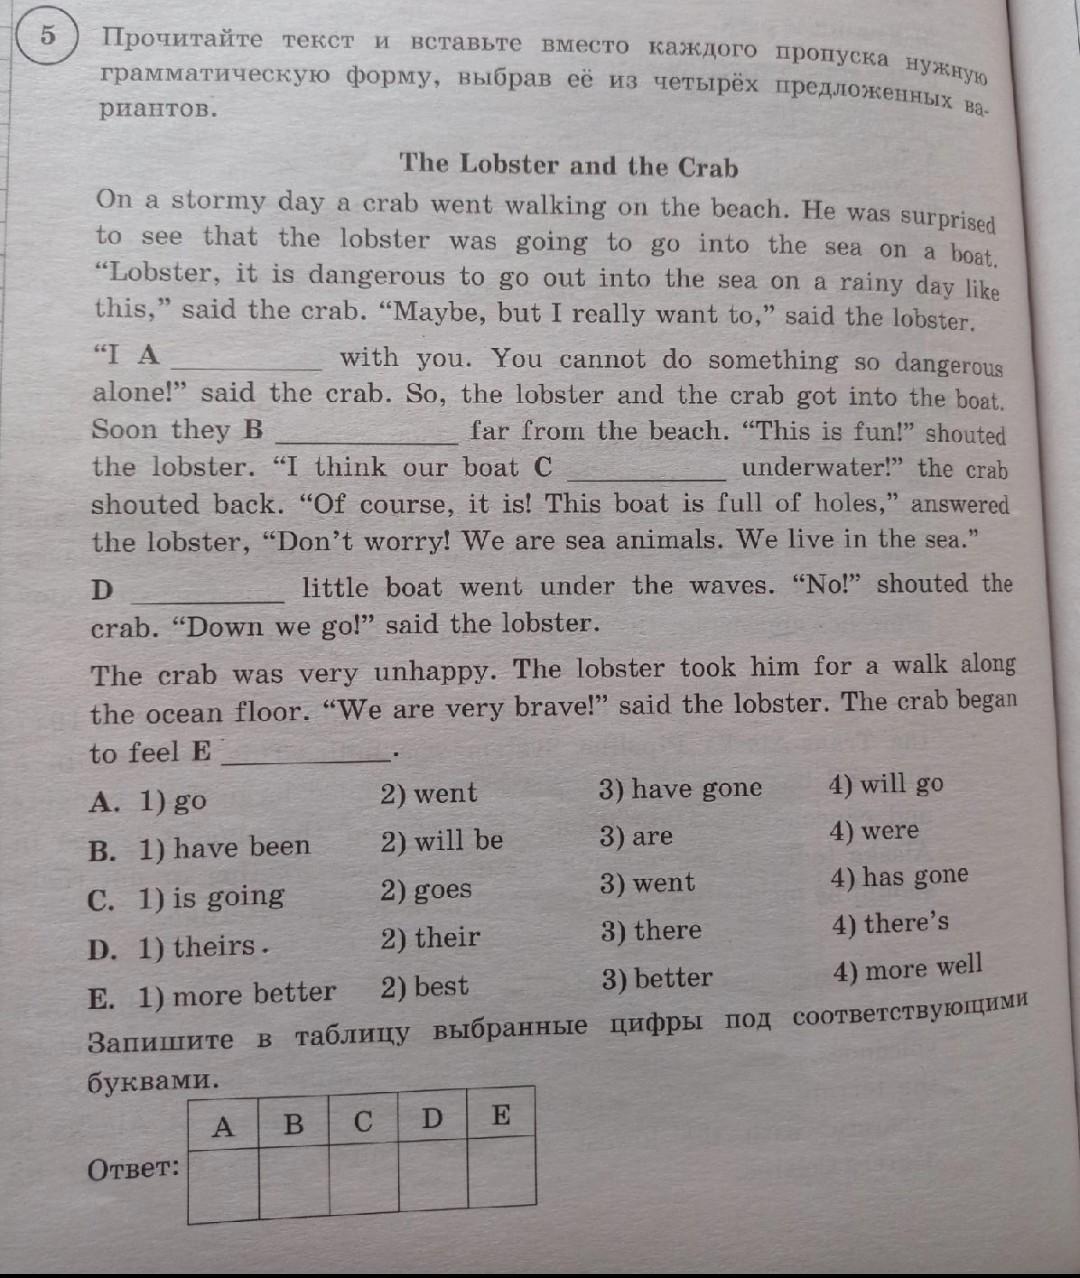 5 Прочитайте текст и вставьте вместо каждого пропуска нужную
грамматическую форму, выбрав её из четырёх предложенных ва-
риантов.
The Lobster and the Crab
On a stormy day a crab went walking on the beach. He was surprised
to see that the lobster was going to go into the sea on a boat.
“Lobster, it is dangerous to go out into the sea on a rainy day like
this,” said the crab. “Maybe, but I really want to,” said the lobster.
“I A ________ with you. You cannot do something so dangerous
alone!” said the crab. So, the lobster and the crab got into the boat.
Soon they B ________ far from the beach. “This is fun!” shouted
the lobster. “I think our boat C ________ underwater!” the crab
shouted back. “Of course, it is! This boat is full of holes,” answered
the lobster, “Don’t worry! We are sea animals. We live in the sea.”
D ________ little boat went under the waves. “No!” shouted the
crab. “Down we go!” said the lobster.
The crab was very unhappy. The lobster took him for a walk along
the ocean floor. “We are very brave!” said the lobster. The crab began
to feel E ________.
A. 1) go 2) went 3) have gone 4) will go
B. 1) have been 2) will be 3) are 4) were
C. 1) is going 2) goes 3) went 4) has gone
D. 1) theirs. 2) their 3) there 4) there’s
E. 1) more better 2) best 3) better 4) more well
Запишите в таблицу выбранные цифры под соответствующими
буквами.
A B C D E
Ответ: